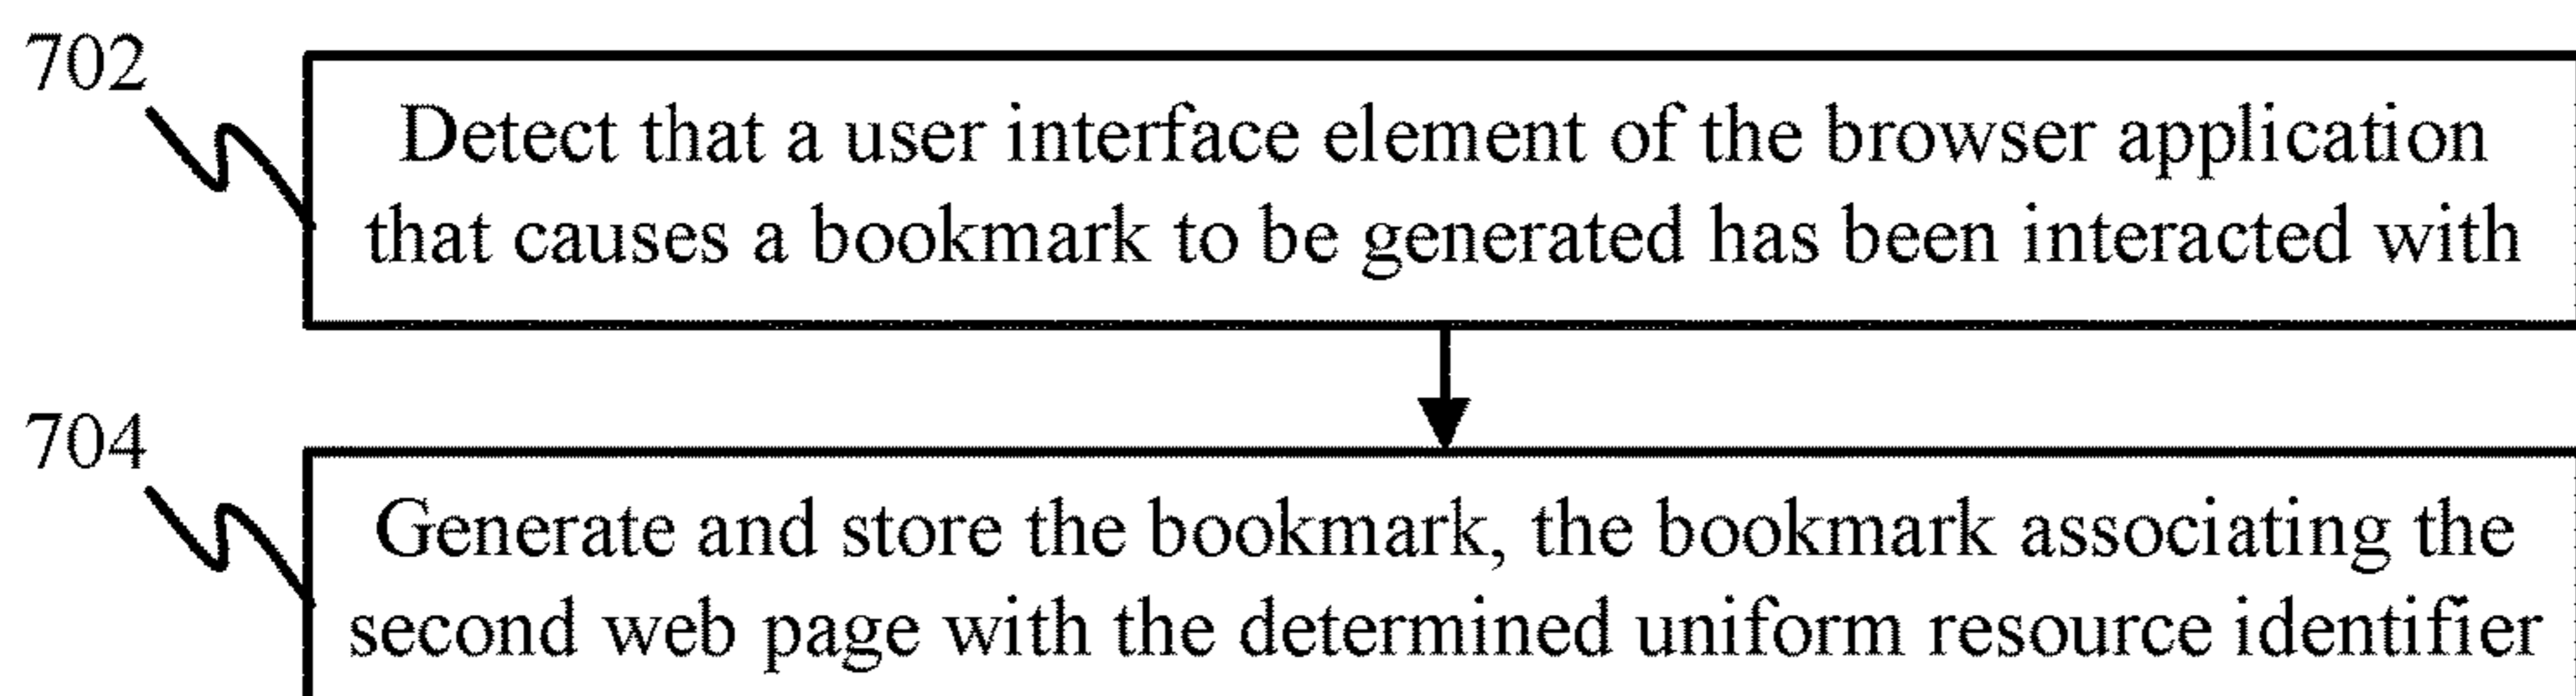 702
Detect that a user interface element of the browser application
that causes a bookmark to be generated has been interacted with
704
Generate and store the bookmark, the bookmark associating the
second web page with the determined uniform resource identifier